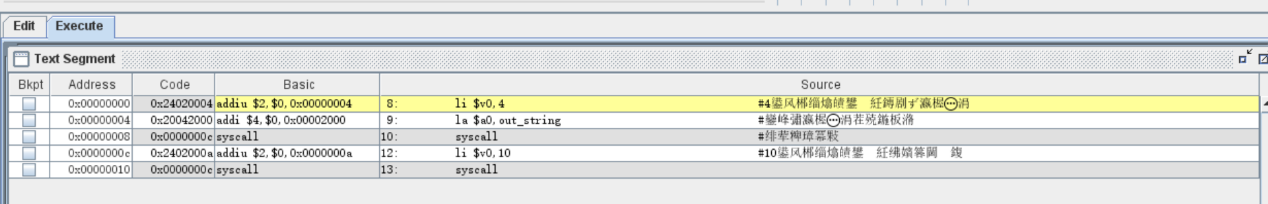 Edit Execute
Text Segment
Bkpt Address Code Basic Source
0x00000000 0x24020004 addiu $2,$0,0x00000004 8: li $v0,4 #4
0x00000004 0x20042000 addi $4,$0,0x00002000 9: la $a0,out_string #
0x00000008 0x0000000c syscall 10: syscall #
0x0000000c 0x2402000a addiu $2,$0,0x0000000a 12: li $v0,10 #10
0x00000010 0x0000000c syscall 13: syscall